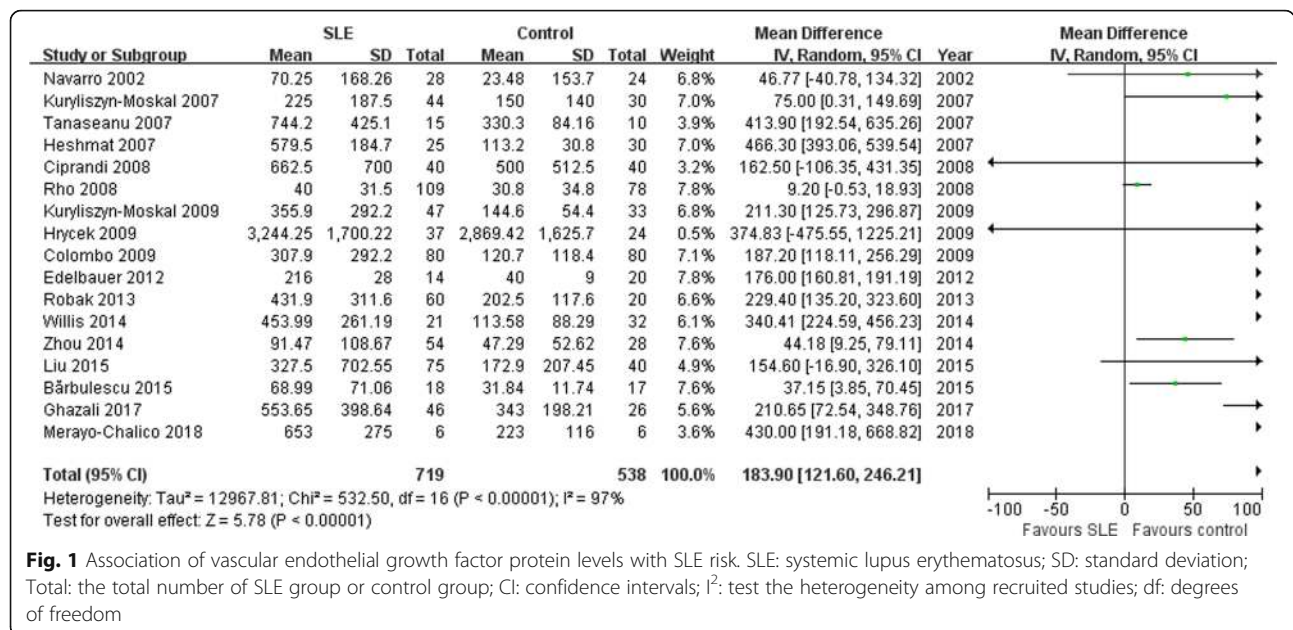 SLE Control Mean Difference Mean Difference
Study or Subgroup Mean SD Total Mean SD Total Weight IV, Random, 95% CI Year IV, Random, 95% CI
Navarro 2002 70.25 168.26 28 23.48 153.7 24 6.8% 46.77 [-40.78, 134.32] 2002
Kuryliszyn-Moskal 2007 225 187.5 44 150 140 30 7.0% 75.00 [0.31, 149.69] 2007
Tanaseanu 2007 744.2 425.1 15 330.3 84.16 10 3.9% 413.90 [192.54, 635.26] 2007
Heshmat 2007 579.5 184.7 25 113.2 30.8 30 7.0% 466.30 [393.06, 539.54] 2007
Ciprandi 2008 662.5 700 40 500 512.5 40 3.2% 162.50 [-106.35, 431.35] 2008
Rho 2008 40 31.5 109 30.8 34.8 78 7.8% 9.20 [-0.53, 18.93] 2008
Kuryliszyn-Moskal 2009 355.9 292.2 47 144.6 54.4 33 6.8% 211.30 [125.73, 296.87] 2009
Hrycek 2009 3,244.25 1,700.22 37 2,869.42 1,625.7 24 0.5% 374.83 [-475.55, 1225.21] 2009
Colombo 2009 307.9 292.2 80 120.7 118.4 80 7.1% 187.20 [118.11, 256.29] 2009
Edelbauer 2012 216 28 14 40 9 20 7.8% 176.00 [160.81, 191.19] 2012
Robak 2013 431.9 311.6 60 202.5 117.6 20 6.6% 229.40 [135.20, 323.60] 2013
Willis 2014 453.99 261.19 21 113.58 88.29 32 6.1% 340.41 [224.59, 456.23] 2014
Zhou 2014 91.47 108.67 54 47.29 52.62 28 7.6% 44.18 [9.25, 79.11] 2014
Liu 2015 327.5 702.55 75 172.9 207.45 40 4.9% 154.60 [-16.90, 326.10] 2015
Bărbulescu 2015 68.99 71.06 18 31.84 11.74 17 7.6% 37.15 [3.85, 70.45] 2015
Ghazali 2017 553.65 398.64 46 343 198.21 26 5.6% 210.65 [72.54, 348.76] 2017
Merayo-Chalico 2018 653 275 6 223 116 6 3.6% 430.00 [191.18, 668.82] 2018
Total (95% CI) 719 538 100.0% 183.90 [121.60, 246.21]
Heterogeneity: Tau² = 12967.81; Chi² = 532.50, df = 16 (P < 0.00001); I² = 97%
Test for overall effect: Z = 5.78 (P < 0.00001)
-100 -50 0 50 100
Favours SLE Favours control
Fig. 1 Association of vascular endothelial growth factor protein levels with SLE risk. SLE: systemic lupus erythematosus; SD: standard deviation;
Total: the total number of SLE group or control group; CI: confidence intervals; I²: test the heterogeneity among recruited studies; df: degrees
of freedom